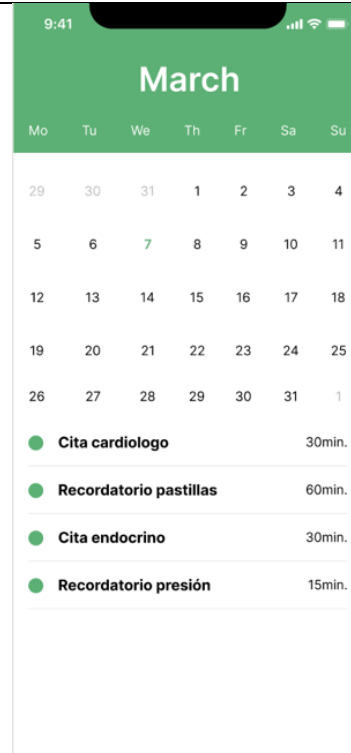 9:41
March
Mo Tu We Th Fr Sa Su
29 30 31 1 2 3 4
5 6 7 8 9 10 11
12 13 14 15 16 17 18
19 20 21 22 23 24 25
26 27 28 29 30 31 1
Cita cardiologo 30min.
Recordatorio pastillas 60min.
Cita endocrino 30min.
Recordatorio presión 15min.